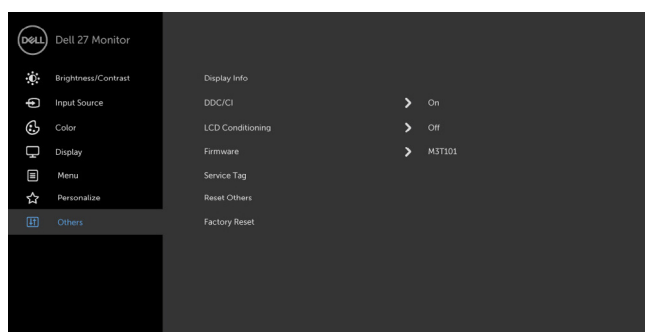 DELL Dell 27 Monitor
Brightness/Contrast
Display Info
Input Source
DDC/CI
On
Color
LCD Conditioning
Off
Display
Firmware
M3T101
Menu
Service Tag
Personalize
Reset Others
Others
Factory Reset